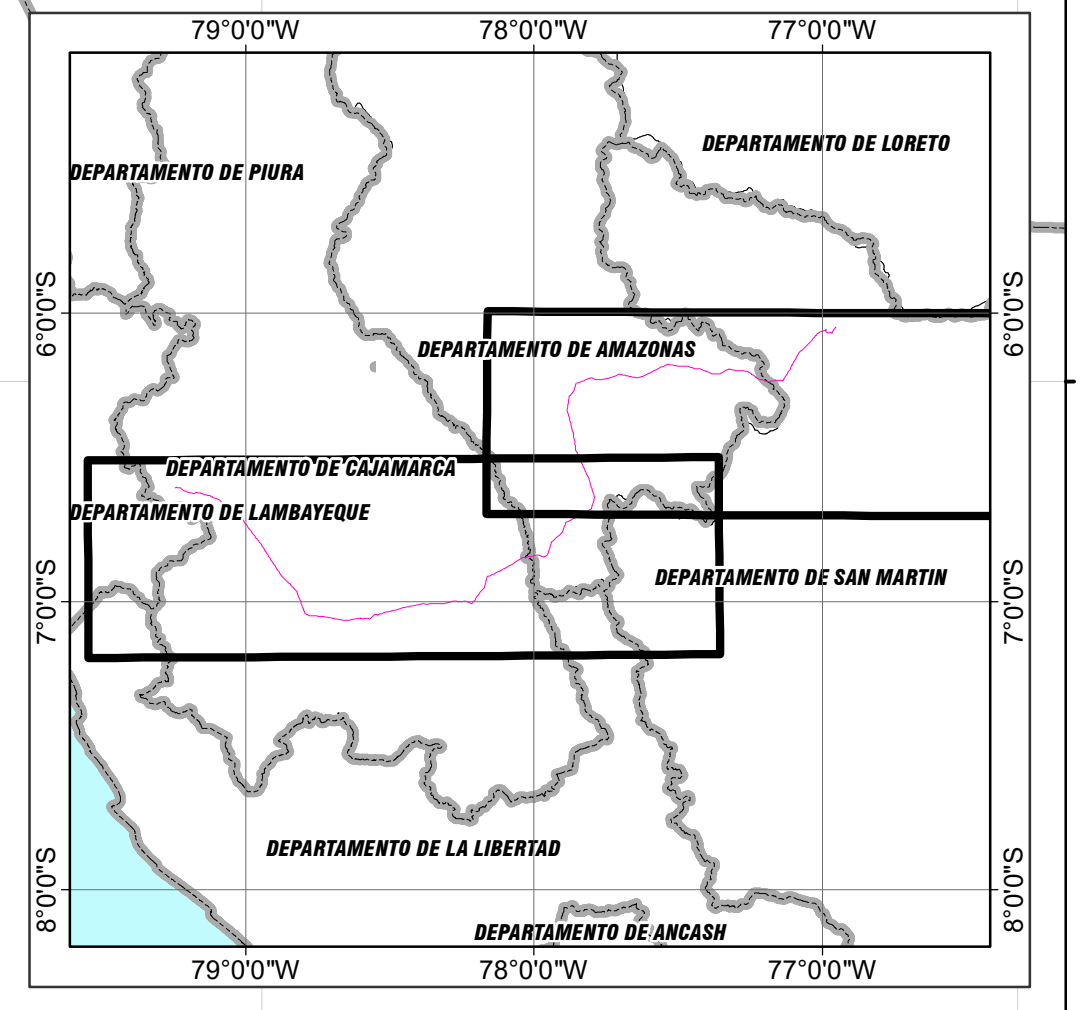 79°0'0"W 78°0'0"W 77°0'0"W
DEPARTAMENTO DE LORETO
DEPARTAMENTO DE PIURA
6°0'0"S 6°0'0"S
DEPARTAMENTO DE AMAZONAS
DEPARTAMENTO DE CAJAMARCA
DEPARTAMENTO DE LAMBAYEQUE
DEPARTAMENTO DE SAN MARTIN
7°0'0"S 7°0'0"S
DEPARTAMENTO DE LA LIBERTAD
8°0'0"S 8°0'0"S
DEPARTAMENTO DE ANCASH
79°0'0"W 78°0'0"W 77°0'0"W